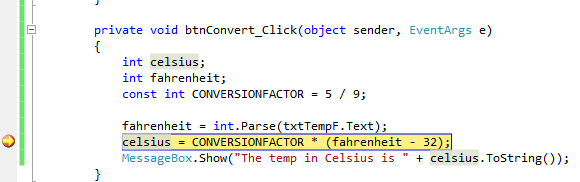 }
private void btnConvert_Click(object sender, EventArgs e)
{
int celsius;
int fahrenheit;
const int CONVERSIONFACTOR = 5 / 9;
fahrenheit = int.Parse(txtTempF.Text);
celsius = CONVERSIONFACTOR * (fahrenheit - 32);
MessageBox.Show("The temp in Celsius is " + celsius.ToString());
}